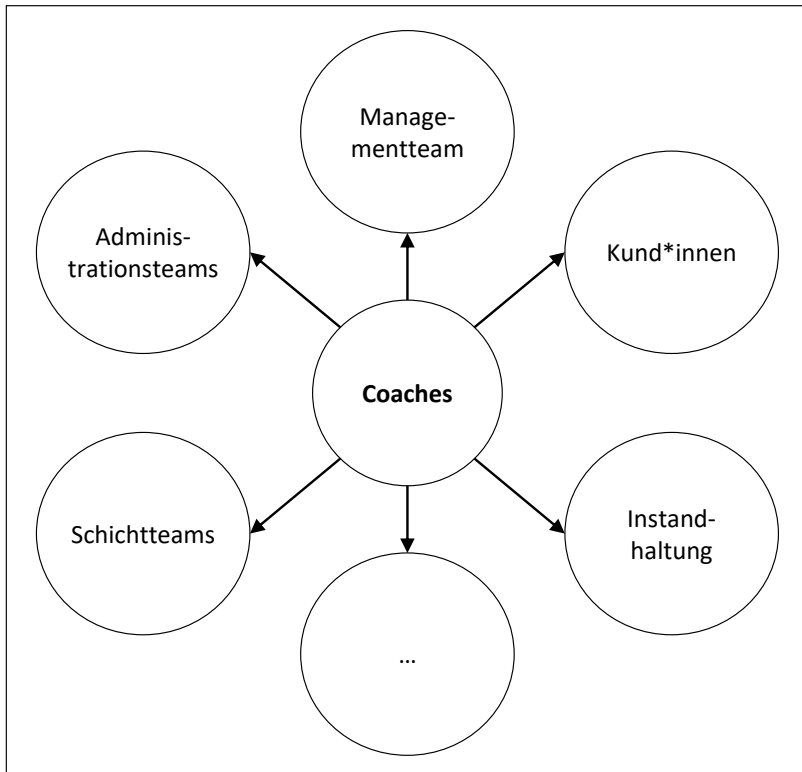 Manage-
mentteam
Adminis-
trationsteams
Kund*innen
Coaches
Schichtteams
Instand-
haltung
...